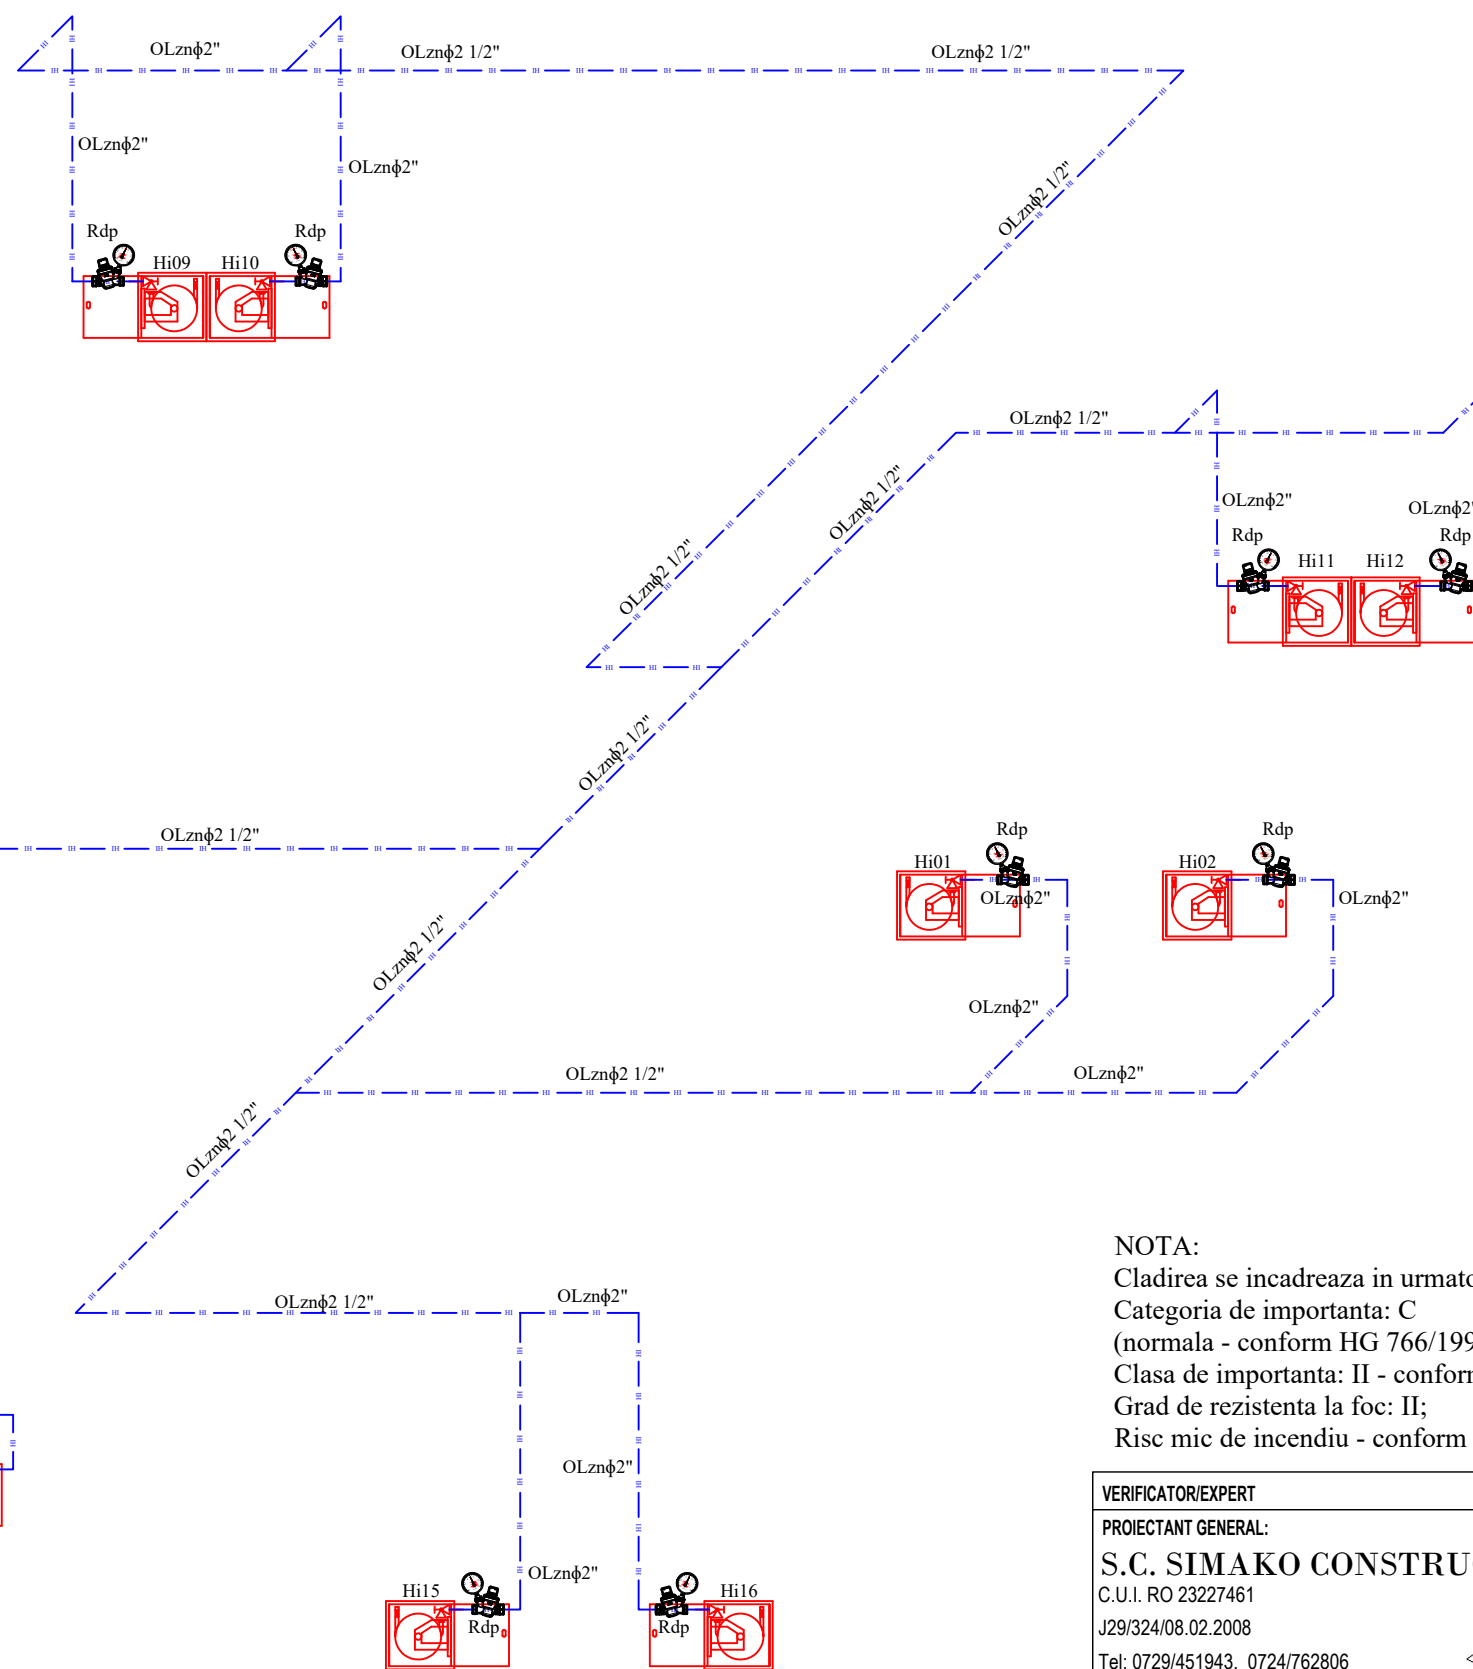 OLznϕ2"
OLznϕ2 1/2"
OLznϕ2 1/2"
OLznϕ2"
OLznϕ2"
OLznϕ2 1/2"
Rdp
Rdp
Hi09
Hi10
OLznϕ2 1/2"
OLznϕ2 1/2"
OLznϕ2"
OLznϕ2"
Rdp
Rdp
Hi11
Hi12
OLznϕ2 1/2"
OLznϕ2 1/2"
OLznϕ2 1/2"
Rdp
Rdp
Hi01
Hi02
OLznϕ2"
OLznϕ2"
OLznϕ2 1/2"
OLznϕ2"
OLznϕ2 1/2"
OLznϕ2"
OLznϕ2 1/2"
OLznϕ2 1/2"
OLznϕ2"
OLznϕ2"
OLznϕ2"
Hi15
Hi16
Rdp
Rdp
NOTA:
Cladirea se incadreaza in urmato
Categoria de importanta: C
(normala - conform HG 766/199
Clasa de importanta: II - conform
Grad de rezistenta la foc: II;
Risc mic de incendiu - conform
VERIFICATOR/EXPERT
PROIECTANT GENERAL:
S.C. SIMAKO CONSTRU
C.U.I. RO 23227461
J29/324/08.02.2008
Tel: 0729/451943, 0724/762806